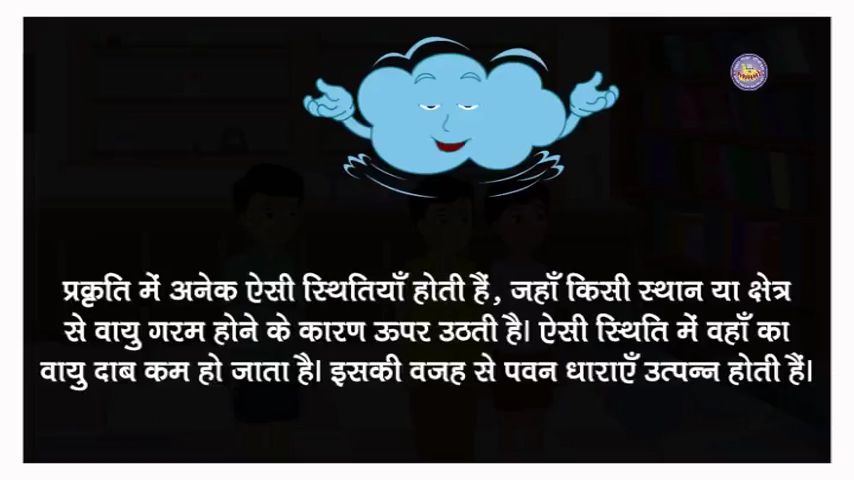 प्रकृति में अनेक ऐसी स्थितियाँ होती हैं, जहाँ किसी स्थान या क्षेत्र
से वायु गरम होने के कारण ऊपर उठती है। ऐसी स्थिति में वहाँ का
वायु दाब कम हो जाता है। इसकी वजह से पवन धाराएँ उत्पन्न होती हैं।